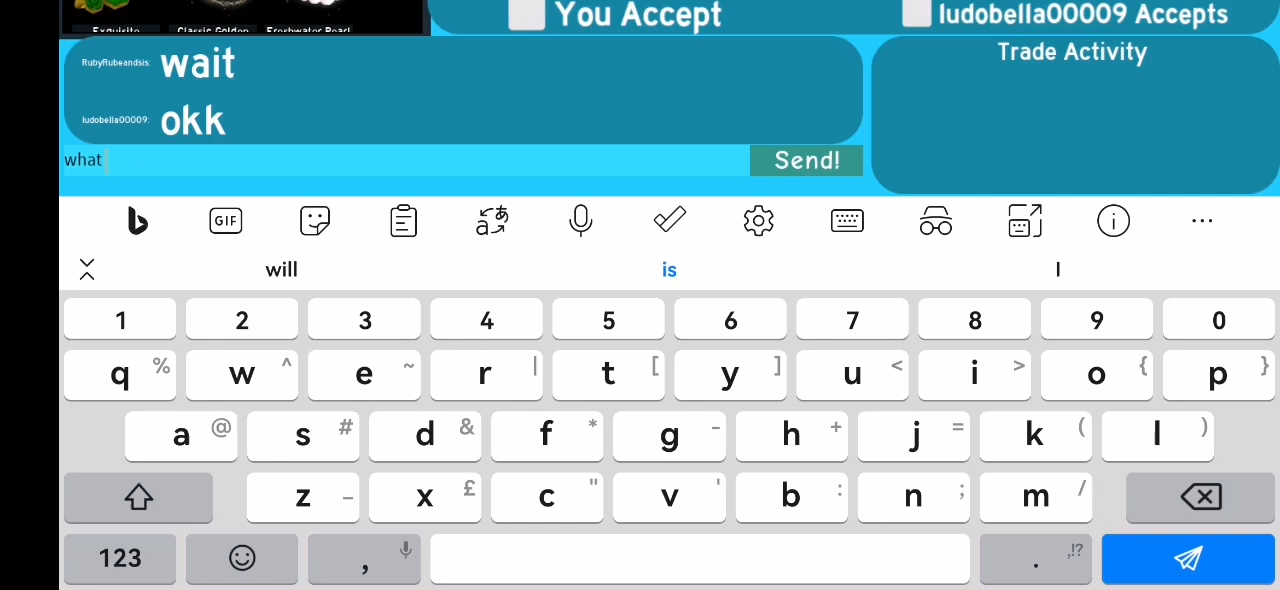 Exquisite Classic Golden Freshwater Pearl
You Accept
ludobella00009 Accepts
RubyRubeandsis: wait
ludobella00009: okk
Trade Activity
what
Send!
GIF
will is I
1 2 3 4 5 6 7 8 9 0
q % w ^ e ~ r | t [ y ] u < i > o { p }
a @ s # d & f * g - h + j = k ( l )
z _ x £ c " v ' b : n ; m /
123 , . ,!?